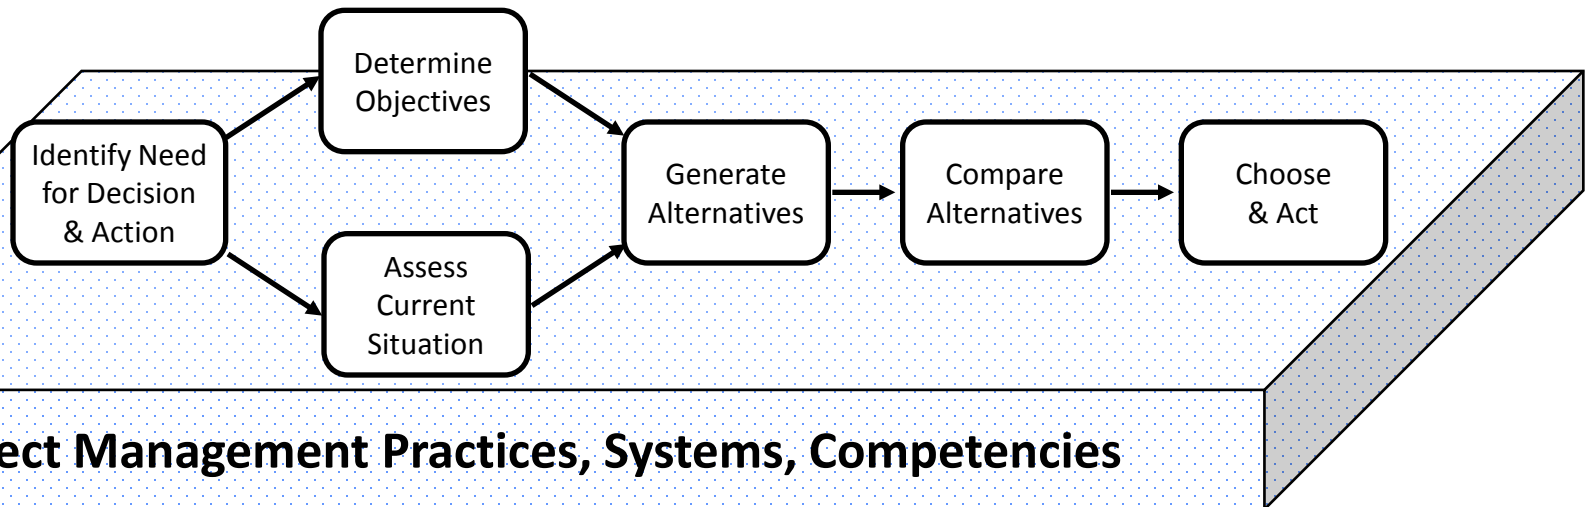 Determine
Objectives
Identify Need
for Decision
& Action
Assess
Current
Situation
Generate
Alternatives
Compare
Alternatives
Choose
& Act
ect Management Practices, Systems, Competencies